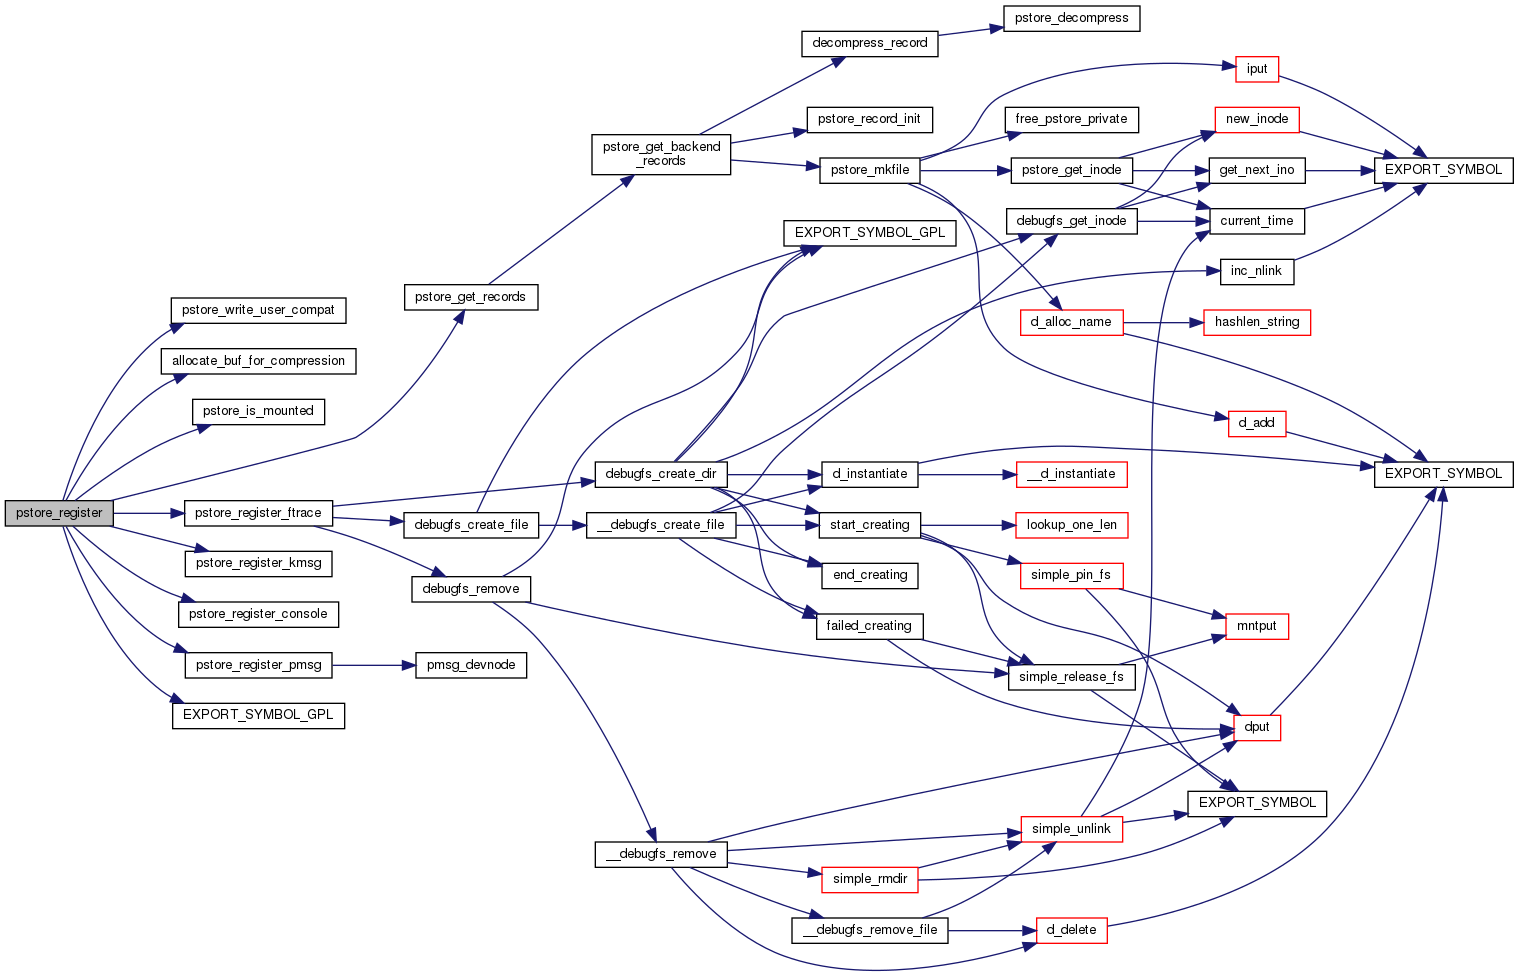 pstore_register
pstore_write_user_compat
allocate_buf_for_compression
pstore_is_mounted
pstore_register_ftrace
pstore_register_kmsg
pstore_register_console
pstore_register_pmsg
EXPORT_SYMBOL_GPL
pstore_get_records
debugfs_create_file
debugfs_remove
pmsg_devnode
pstore_get_backend
_records
debugfs_create_dir
__debugfs_create_file
__debugfs_remove
decompress_record
pstore_record_init
pstore_mkfile
EXPORT_SYMBOL_GPL
d_instantiate
start_creating
end_creating
failed_creating
simple_rmdir
__debugfs_remove_file
pstore_decompress
free_pstore_private
pstore_get_inode
debugfs_get_inode
d_alloc_name
__d_instantiate
lookup_one_len
simple_pin_fs
simple_release_fs
simple_unlink
d_delete
iput
new_inode
get_next_ino
current_time
inc_nlink
hashlen_string
d_add
mntput
dput
EXPORT_SYMBOL
EXPORT_SYMBOL
EXPORT_SYMBOL